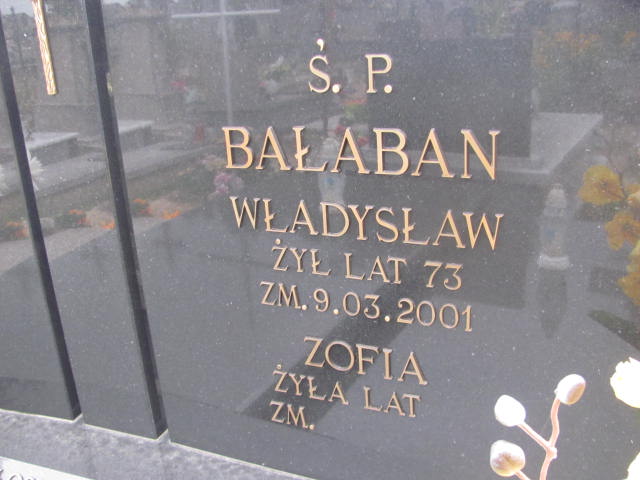 Ś. P.
BAŁABAN
WŁADYSŁAW
ŻYŁ LAT 73
ZM. 9.03.2001
ZOFIA
ŻYŁA LAT
ZM.